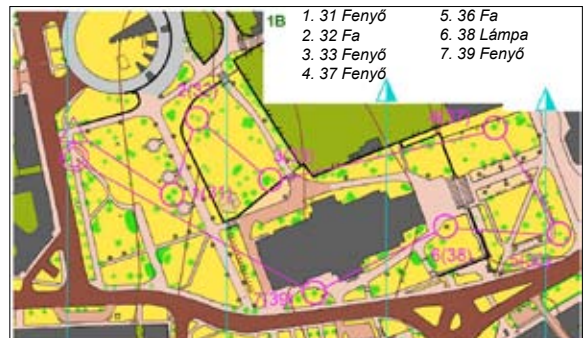 1B
1. 31 Fenyő
2. 32 Fa
3. 33 Fenyő
4. 37 Fenyő
5. 36 Fa
6. 38 Lámpa
7. 39 Fenyő
6(38)